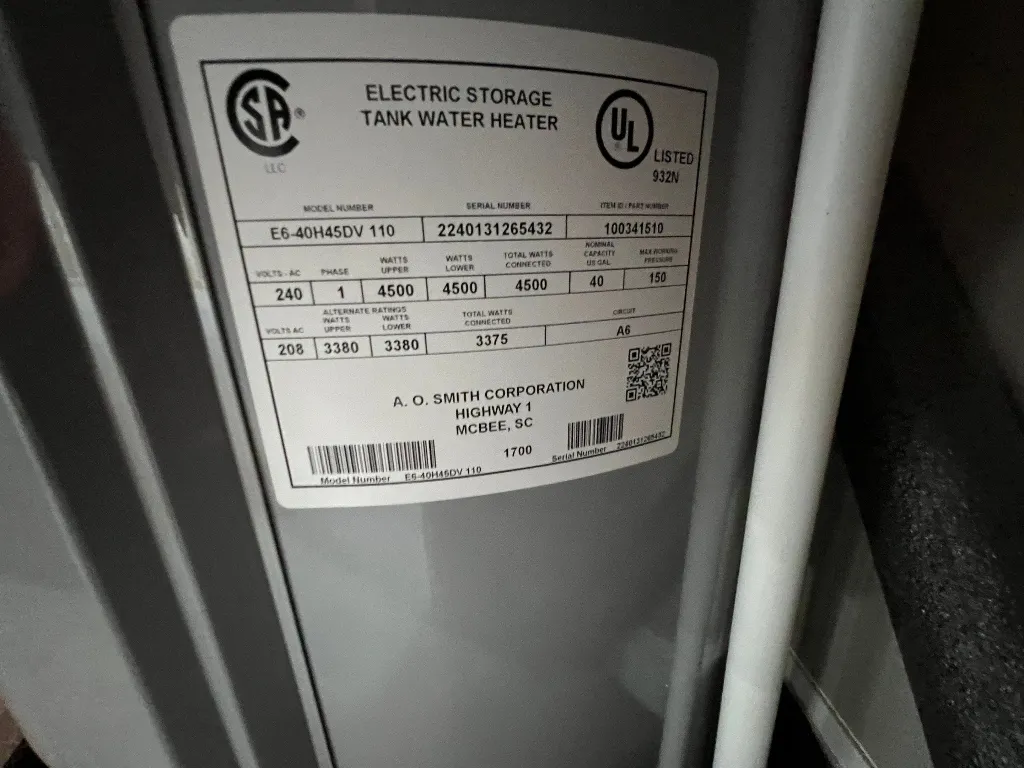 SA®
LLC
ELECTRIC STORAGE
TANK WATER HEATER
UL
®
LISTED
932N
MODEL NUMBER SERIAL NUMBER ITEM ID / PART NUMBER
E6-40H45DV 110 2240131265432 100341510
VOLTS - AC PHASE WATTS UPPER WATTS LOWER TOTAL WATTS CONNECTED NOMINAL CAPACITY US GAL MAX WORKING PRESSURE
240 1 4500 4500 4500 40 150
ALTERNATE RATINGS
VOLTS AC WATTS UPPER WATTS LOWER TOTAL WATTS CONNECTED CIRCUIT
208 3380 3380 3375 A6
A. O. SMITH CORPORATION
HIGHWAY 1
MCBEE, SC
1700
Model Number E6-40H45DV 110
Serial Number 2240131265432